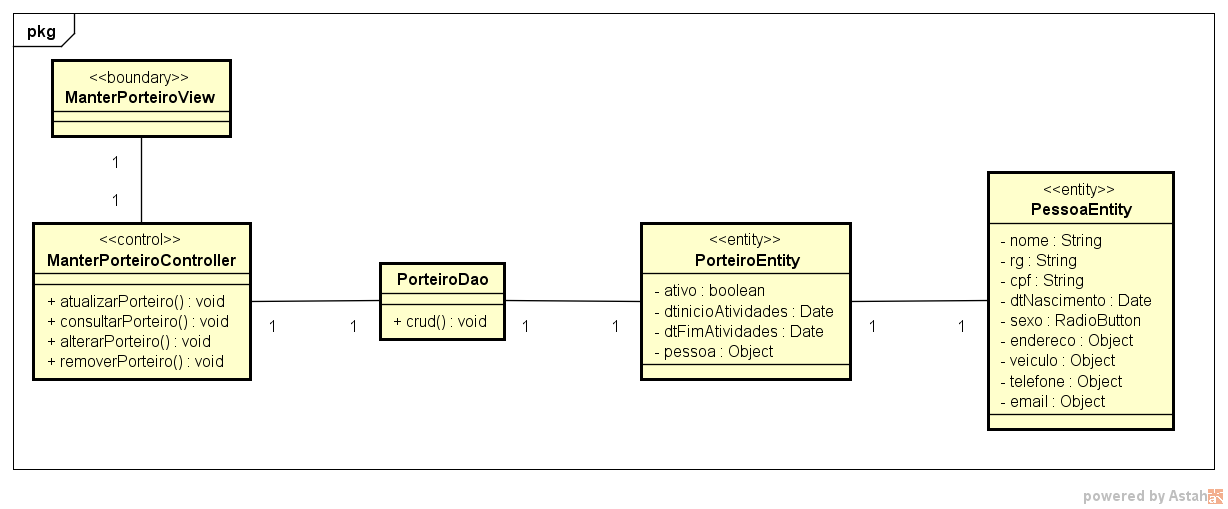 pkg
<<boundary>>
ManterPorteiroView
1
1
<<control>>
ManterPorteiroController
+ atualizarPorteiro() : void
+ consultarPorteiro() : void
+ alterarPorteiro() : void
+ removerPorteiro() : void
1
1
PorteiroDao
+ crud() : void
1
1
<<entity>>
PorteiroEntity
- ativo : boolean
- dtinicioAtividades : Date
- dtFimAtividades : Date
- pessoa : Object
1
1
<<entity>>
PessoaEntity
- nome : String
- rg : String
- cpf : String
- dtNascimento : Date
- sexo : RadioButton
- endereco : Object
- veiculo : Object
- telefone : Object
- email : Object
powered by Astah